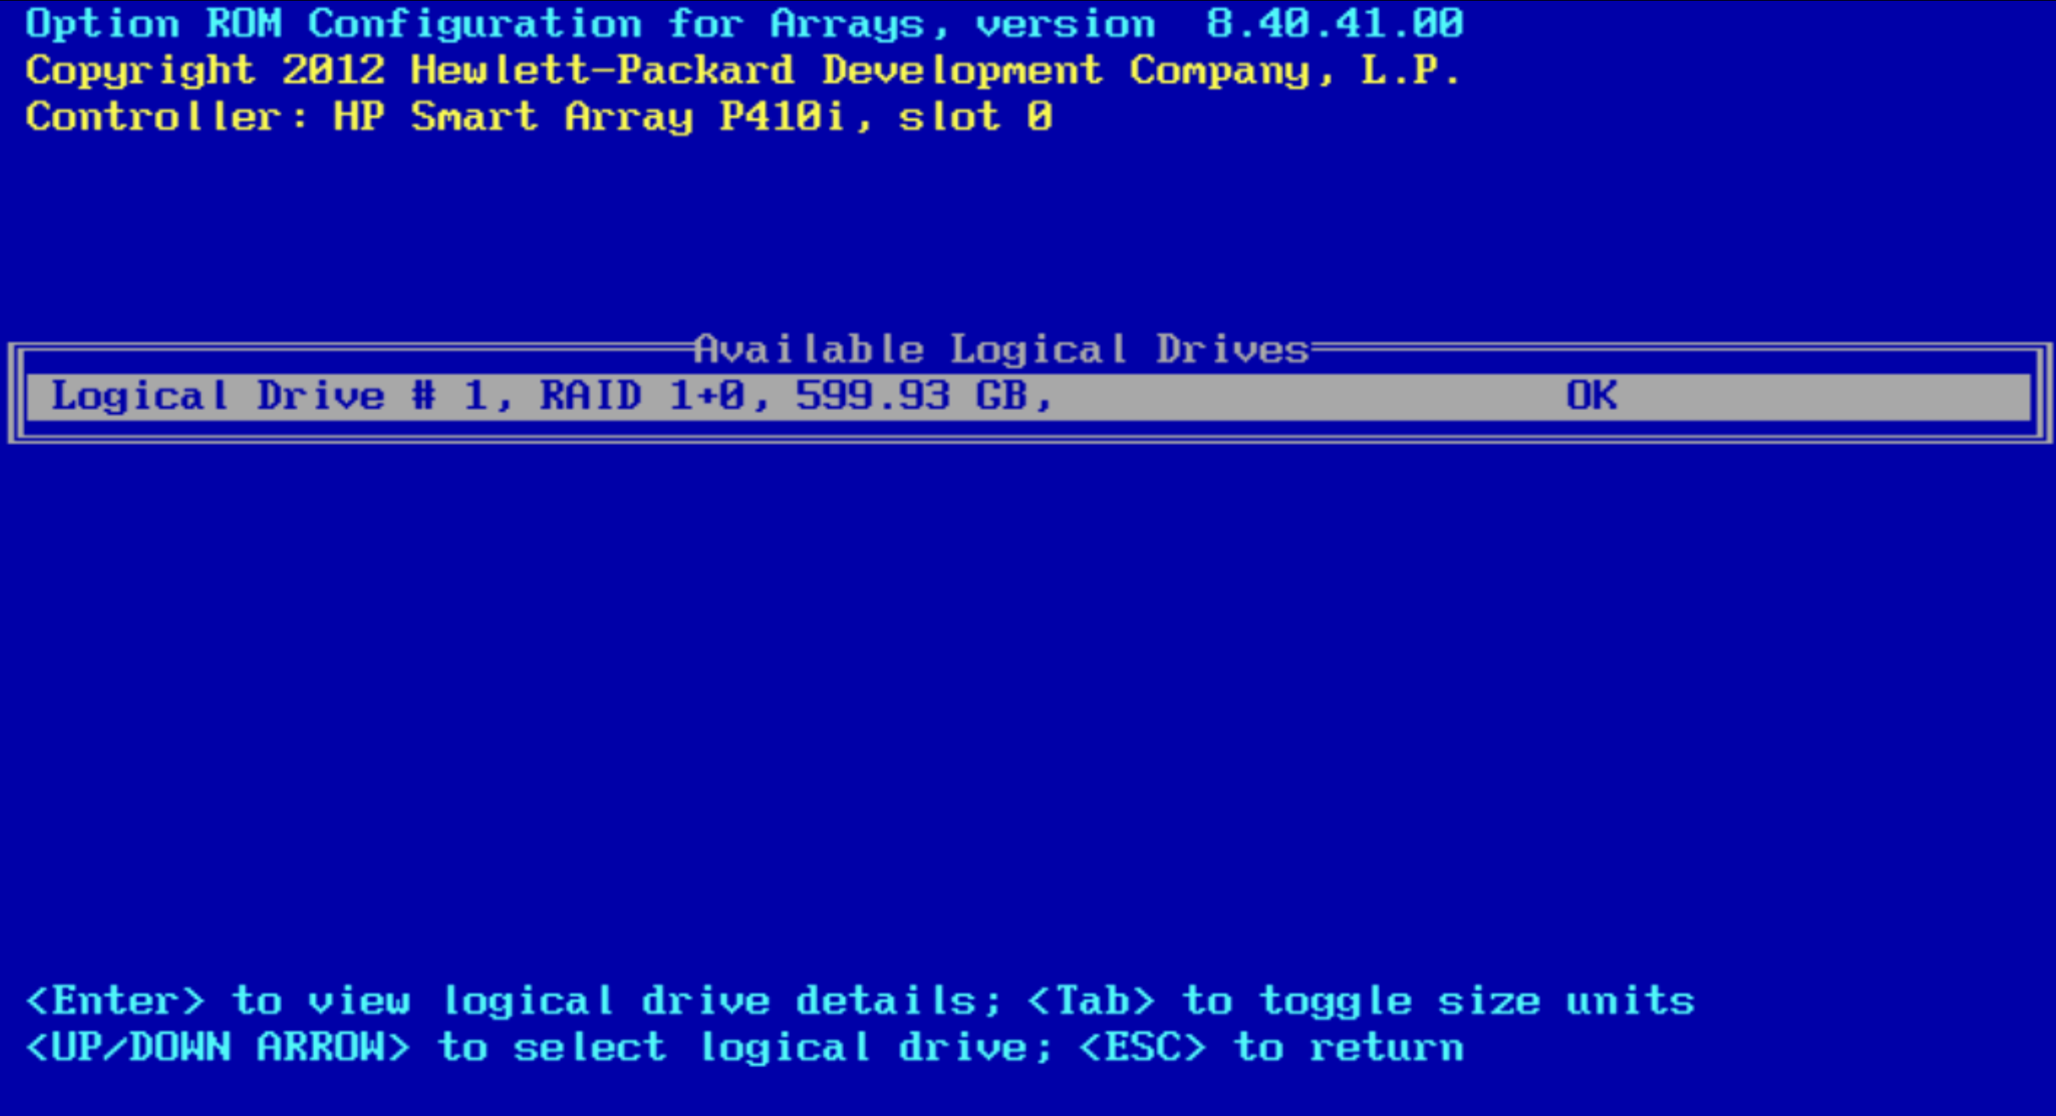 Option ROM Configuration for Arrays, version  8.40.41.00
Copyright 2012 Hewlett-Packard Development Company, L.P.
Controller: HP Smart Array P410i, slot 0
Available Logical Drives
Logical Drive # 1, RAID 1+0, 599.93 GB, OK
<Enter> to view logical drive details; <Tab> to toggle size units
<UP/DOWN ARROW> to select logical drive; <ESC> to return